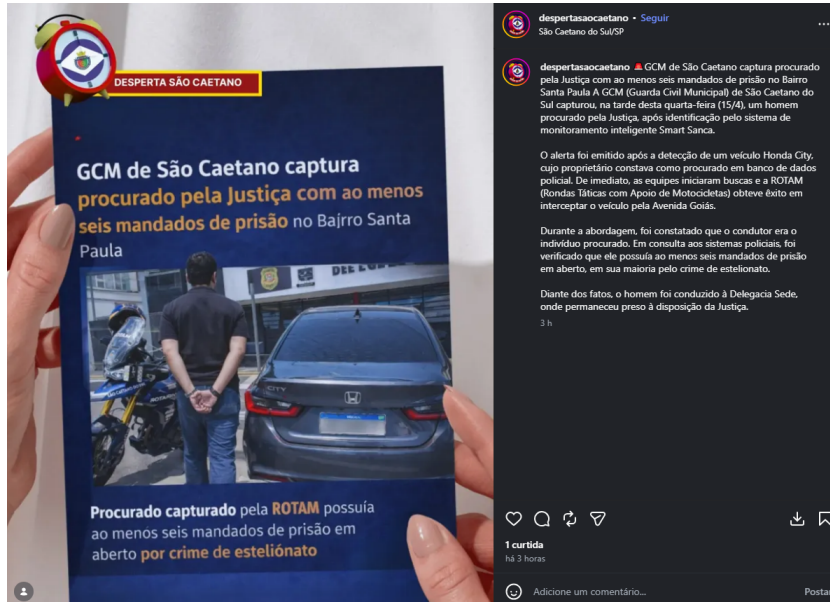 DESPERTA SÃO CAETANO
GCM de São Caetano captura
procurado pela Justiça com ao menos
seis mandados de prisão no Bajrro Santa
Paula
CITY
Procurado capturado pela ROTAM possuía
ao menos seis mandados de prisão em
aberto por crime de esteliónato
despertasaocaetano • Seguir
São Caetano do Sul/SP
despertasaocaetano 🚨GCM de São Caetano captura procurado
pela Justiça com ao menos seis mandados de prisão no Bairro
Santa Paula A GCM (Guarda Civil Municipal) de São Caetano do
Sul capturou, na tarde desta quarta-feira (15/4), um homem
procurado pela Justiça, após identificação pelo sistema de
monitoramento inteligente Smart Sanca.
O alerta foi emitido após a detecção de um veículo Honda City,
cujo proprietário constava como procurado em banco de dados
policial. De imediato, as equipes iniciaram buscas e a ROTAM
(Rondas Táticas com Apoio de Motocicletas) obteve êxito em
interceptar o veículo pela Avenida Goiás.
Durante a abordagem, foi constatado que o condutor era o
indivíduo procurado. Em consulta aos sistemas policiais, foi
verificado que ele possuía ao menos seis mandados de prisão
em aberto, em sua maioria pelo crime de estelionato.
Diante dos fatos, o homem foi conduzido à Delegacia Sede,
onde permaneceu preso à disposição da Justiça.
3 h
1 curtida
há 3 horas
Adicione um comentário...
Postar